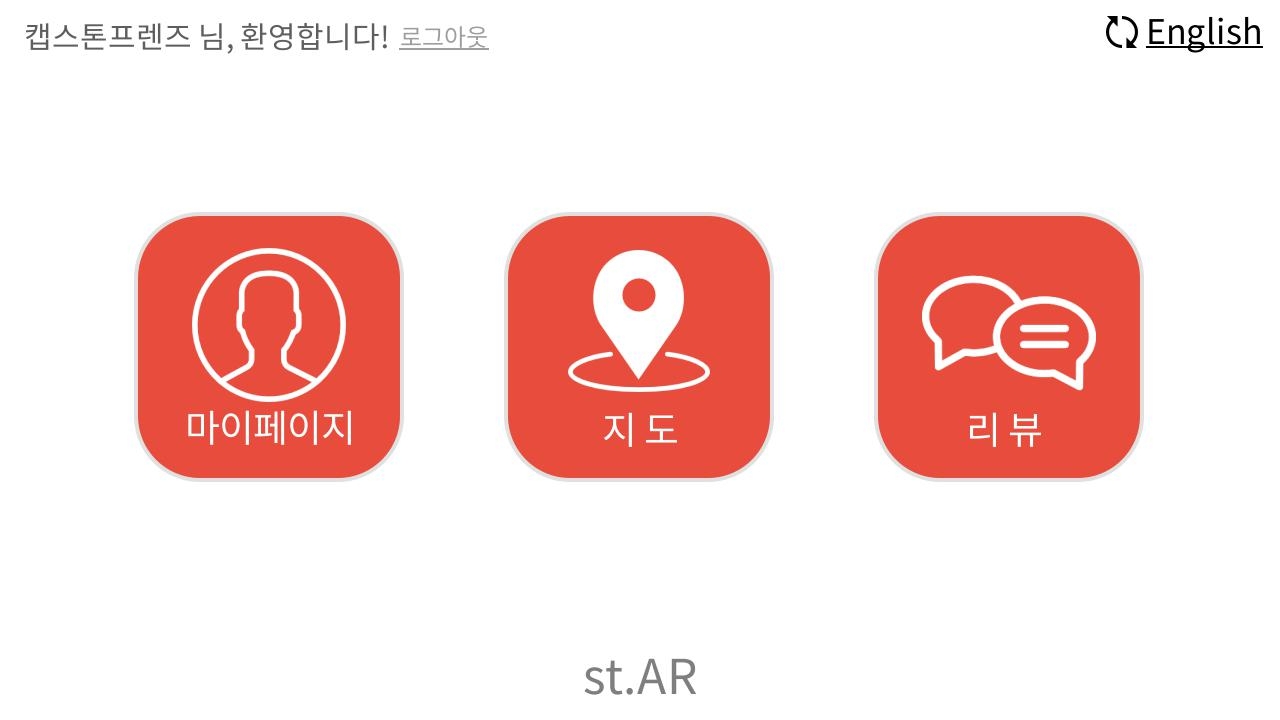 캡스톤프렌즈 님, 환영합니다! 로그아웃
English
마이페이지
지 도
리 뷰
st.AR